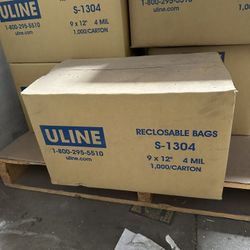 ULINE
1-800-295-5510
uline.com
S-1304
9 x 12" 4 MIL
1,000/CARTON
ULINE
1-800-295-5510
uline.com
RECLOSABLE BAGS
S-1304
9 x 12" 4 MIL
1,000/CARTON